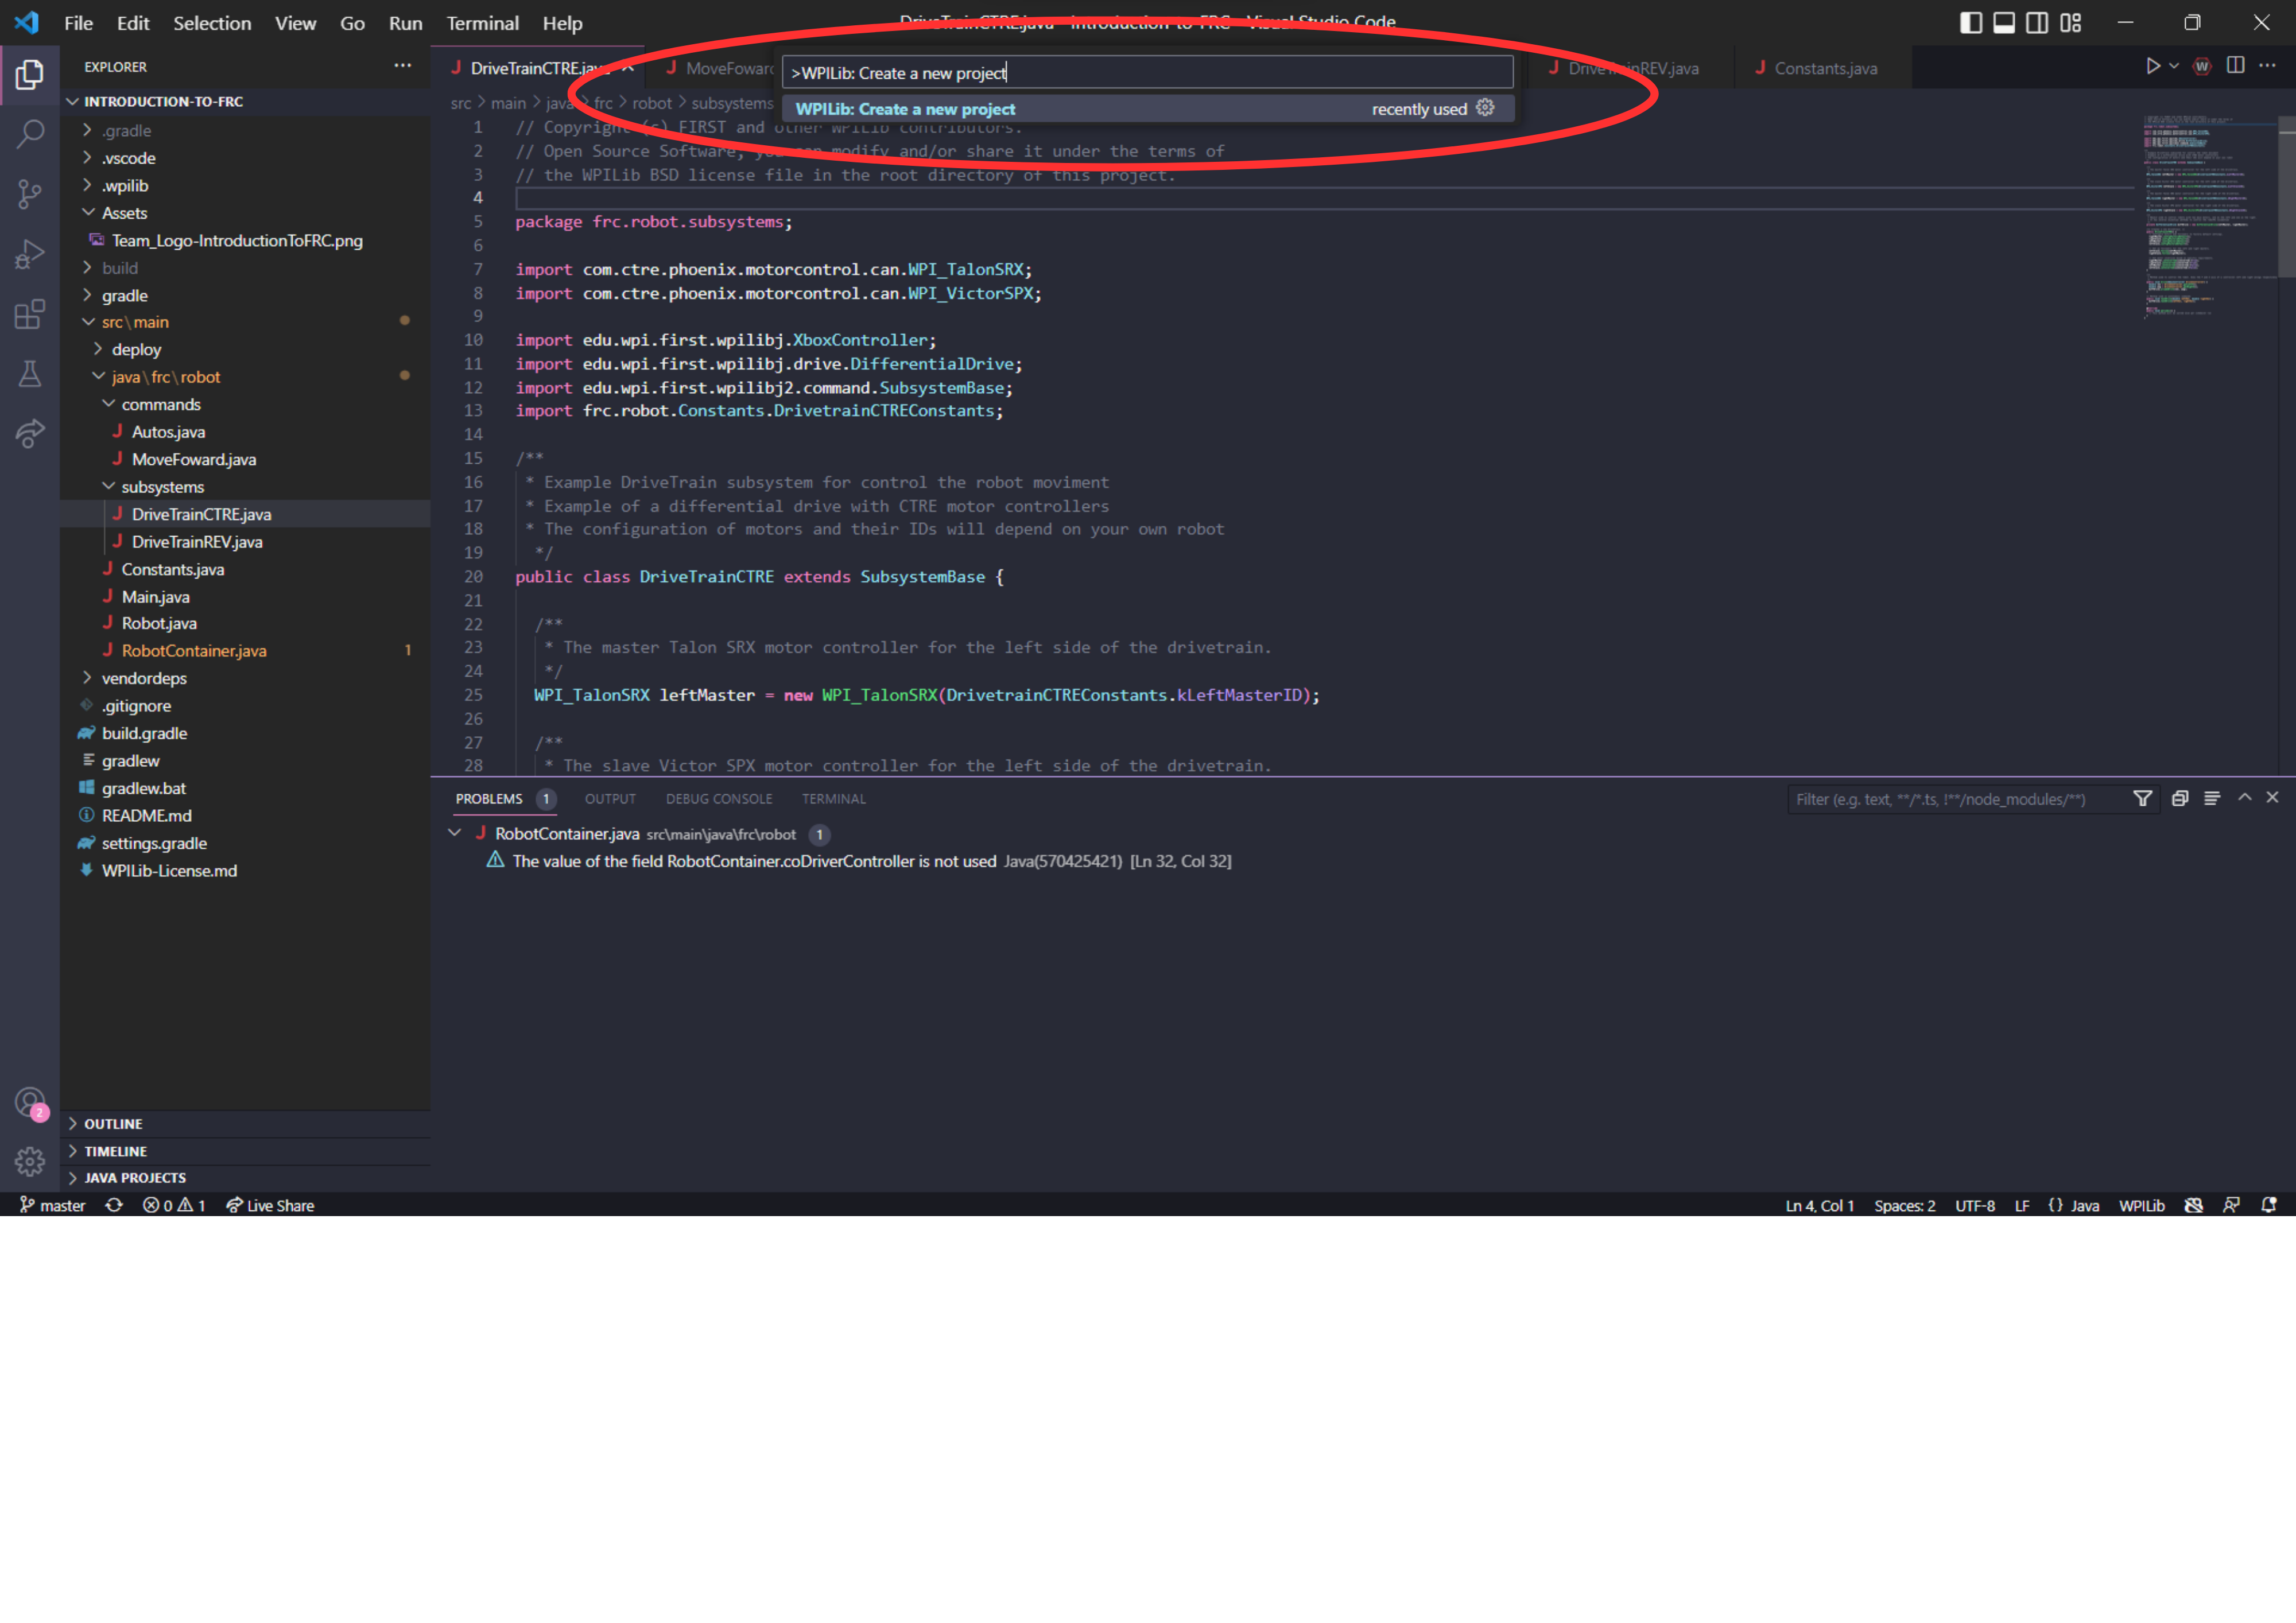 File Edit Selection View Go Run Terminal Help
DriveTrainCTRE.java - Introduction-to-FRC - Visual Studio Code
EXPLORER
INTRODUCTION-TO-FRC
.gradle
.vscode
.wpilib
Assets
Team_Logo-IntroductionToFRC.png
build
gradle
src\main
deploy
java\frc\robot
commands
Autos.java
MoveFoward.java
subsystems
DriveTrainCTRE.java
DriveTrainREV.java
Constants.java
Main.java
Robot.java
RobotContainer.java 1
vendordeps
.gitignore
build.gradle
gradlew
gradlew.bat
README.md
settings.gradle
WPILib-License.md
OUTLINE
TIMELINE
JAVA PROJECTS
2
DriveTrainCTRE.java MoveFoward DriveTrainREV.java Constants.java
>WPILib: Create a new project
WPILib: Create a new project recently used
src > main > java > frc > robot > subsystems
1 // Copyright (c) FIRST and other WPILib contributors.
2 // Open Source Software; you can modify and/or share it under the terms of
3 // the WPILib BSD license file in the root directory of this project.
4
5 package frc.robot.subsystems;
6
7 import com.ctre.phoenix.motorcontrol.can.WPI_TalonSRX;
8 import com.ctre.phoenix.motorcontrol.can.WPI_VictorSPX;
9
10 import edu.wpi.first.wpilibj.XboxController;
11 import edu.wpi.first.wpilibj.drive.DifferentialDrive;
12 import edu.wpi.first.wpilibj2.command.SubsystemBase;
13 import frc.robot.Constants.DrivetrainCTREConstants;
14
15 /**
16 * Example DriveTrain subsystem for control the robot moviment
17 * Example of a differential drive with CTRE motor controllers
18 * The configuration of motors and their IDs will depend on your own robot
19 */
20 public class DriveTrainCTRE extends SubsystemBase {
21
22 /**
23 * The master Talon SRX motor controller for the left side of the drivetrain.
24 */
25 WPI_TalonSRX leftMaster = new WPI_TalonSRX(DrivetrainCTREConstants.kLeftMasterID);
26
27 /**
28 * The slave Victor SPX motor controller for the left side of the drivetrain.
PROBLEMS 1 OUTPUT DEBUG CONSOLE TERMINAL Filter (e.g. text, **/*.ts, !**/node_modules/**)
RobotContainer.java src\main\java\frc\robot 1
The value of the field RobotContainer.coDriverController is not used Java(570425421) [Ln 32, Col 32]
master 0 1 Live Share Ln 4, Col 1 Spaces: 2 UTF-8 LF {} Java WPILib